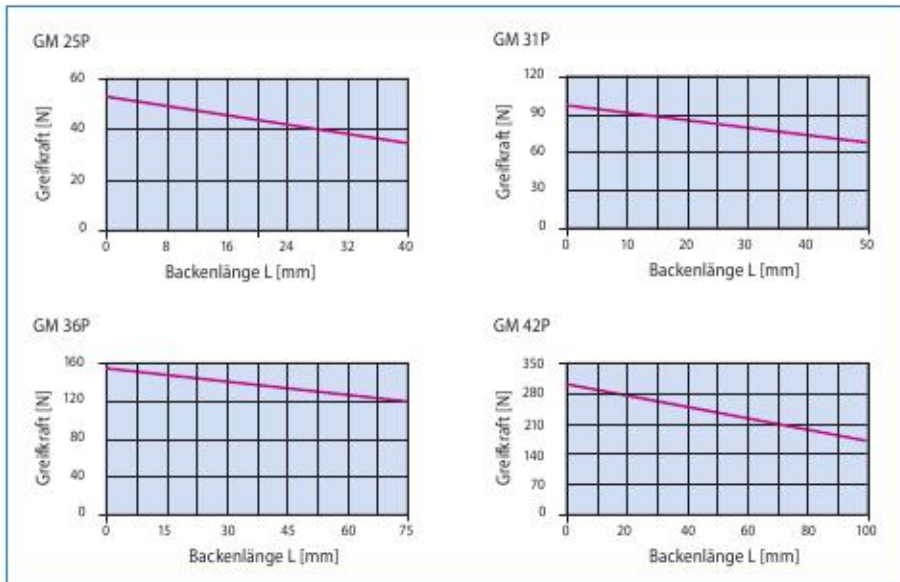 GM 25P
Greifkraft [N]
60
40
20
0
0 8 16 24 32 40
Backenlänge L [mm]
GM 31P
Greifkraft [N]
120
90
60
30
0
0 10 20 30 40 50
Backenlänge L [mm]
GM 36P
Greifkraft [N]
160
120
80
40
0
0 15 30 45 60 75
Backenlänge L [mm]
GM 42P
Greifkraft [N]
350
280
210
140
70
0
0 20 40 60 80 100
Backenlänge L [mm]